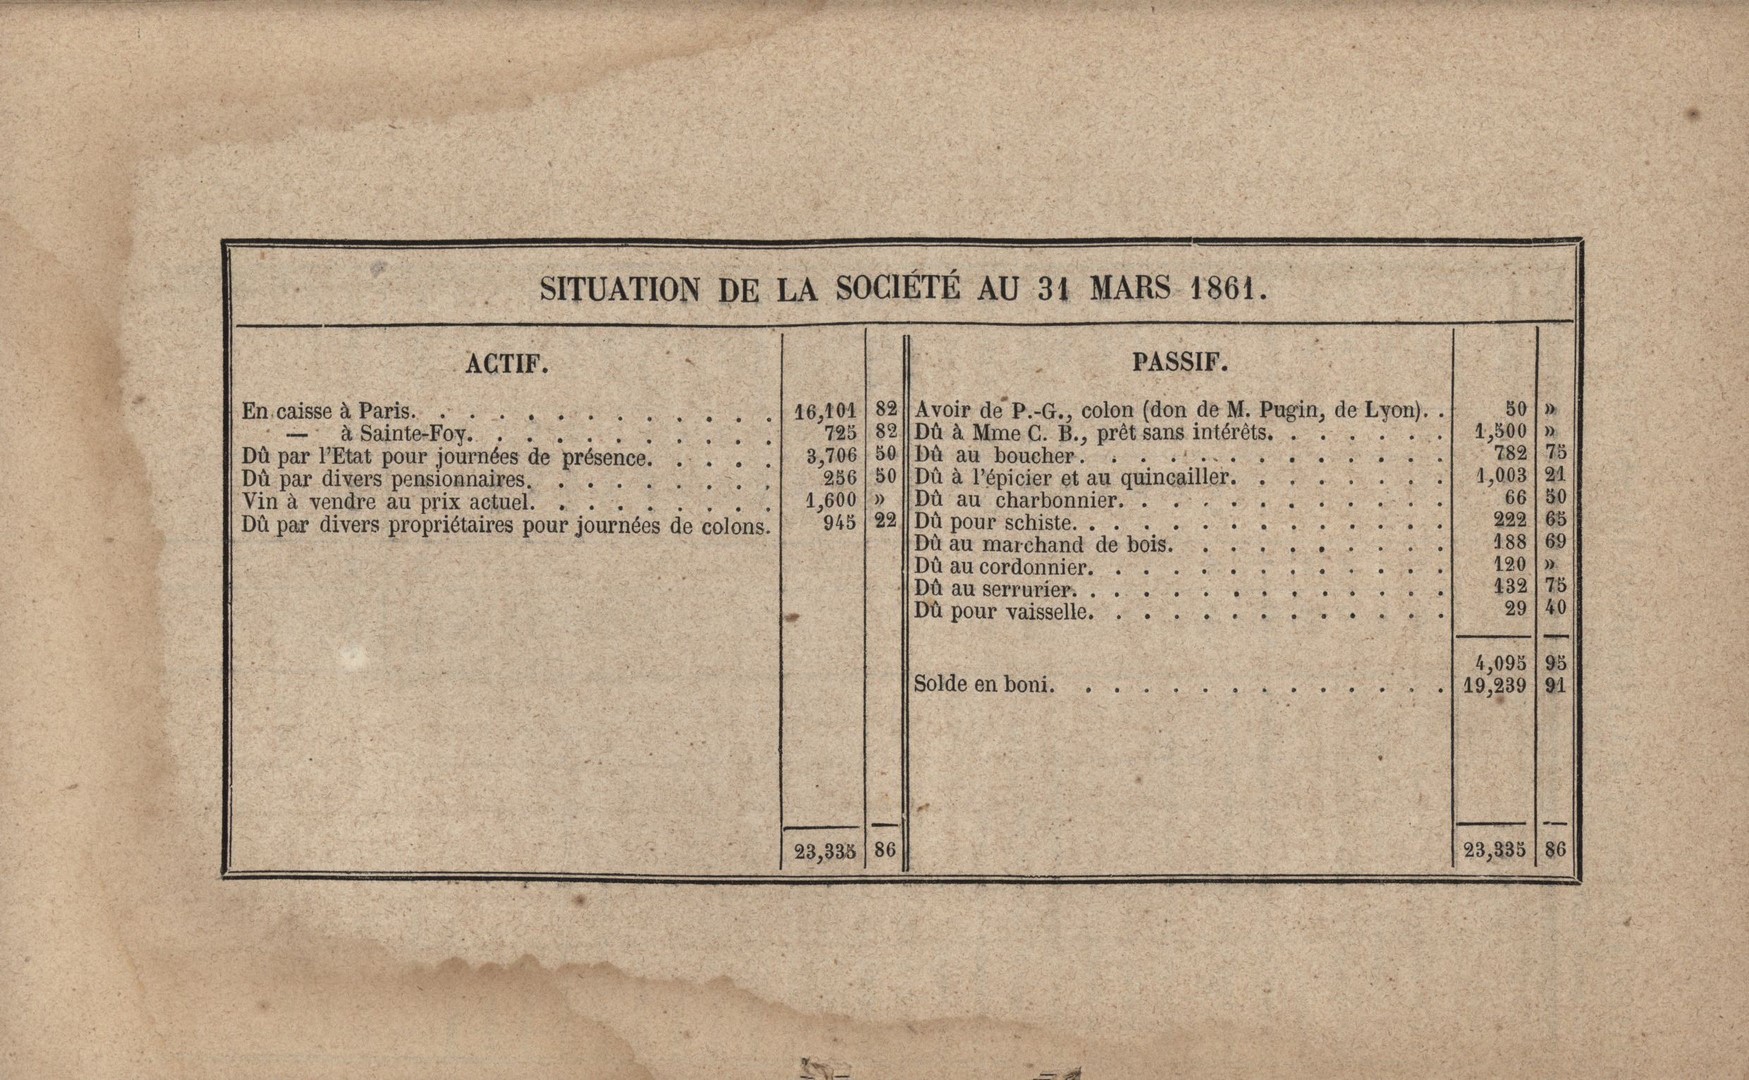 SITUATION DE LA SOCIÉTÉ AU 31 MARS 1861.
ACTIF.
En caisse à Paris. . . . . . . . . . . . . 16,101 82
— à Sainte-Foy. . . . . . . . . . . 725 82
Dû par l'Etat pour journées de présence. . . . . 3,706 50
Dû par divers pensionnaires. . . . . . . . . 256 50
Vin à vendre au prix actuel. . . . . . . . . 1,600 »
Dû par divers propriétaires pour journées de colons. 945 22
23,335 86
PASSIF.
Avoir de P.-G., colon (don de M. Pugin, de Lyon). . 50 »
Dû à Mme C. B., prêt sans intérêts. . . . . . . 1,500 »
Dû au boucher. . . . . . . . . . . . . 782 75
Dû à l'épicier et au quincailler. . . . . . . . 1,003 21
Dû au charbonnier. . . . . . . . . . . . 66 50
Dû pour schiste. . . . . . . . . . . . . 222 65
Dû au marchand de bois. . . . . . . . . . 188 69
Dû au cordonnier. . . . . . . . . . . . . 120 »
Dû au serrurier. . . . . . . . . . . . . 132 75
Dû pour vaisselle. . . . . . . . . . . . . 29 40
4,095 95
Solde en boni. . . . . . . . . . . . . . 19,239 91
23,335 86